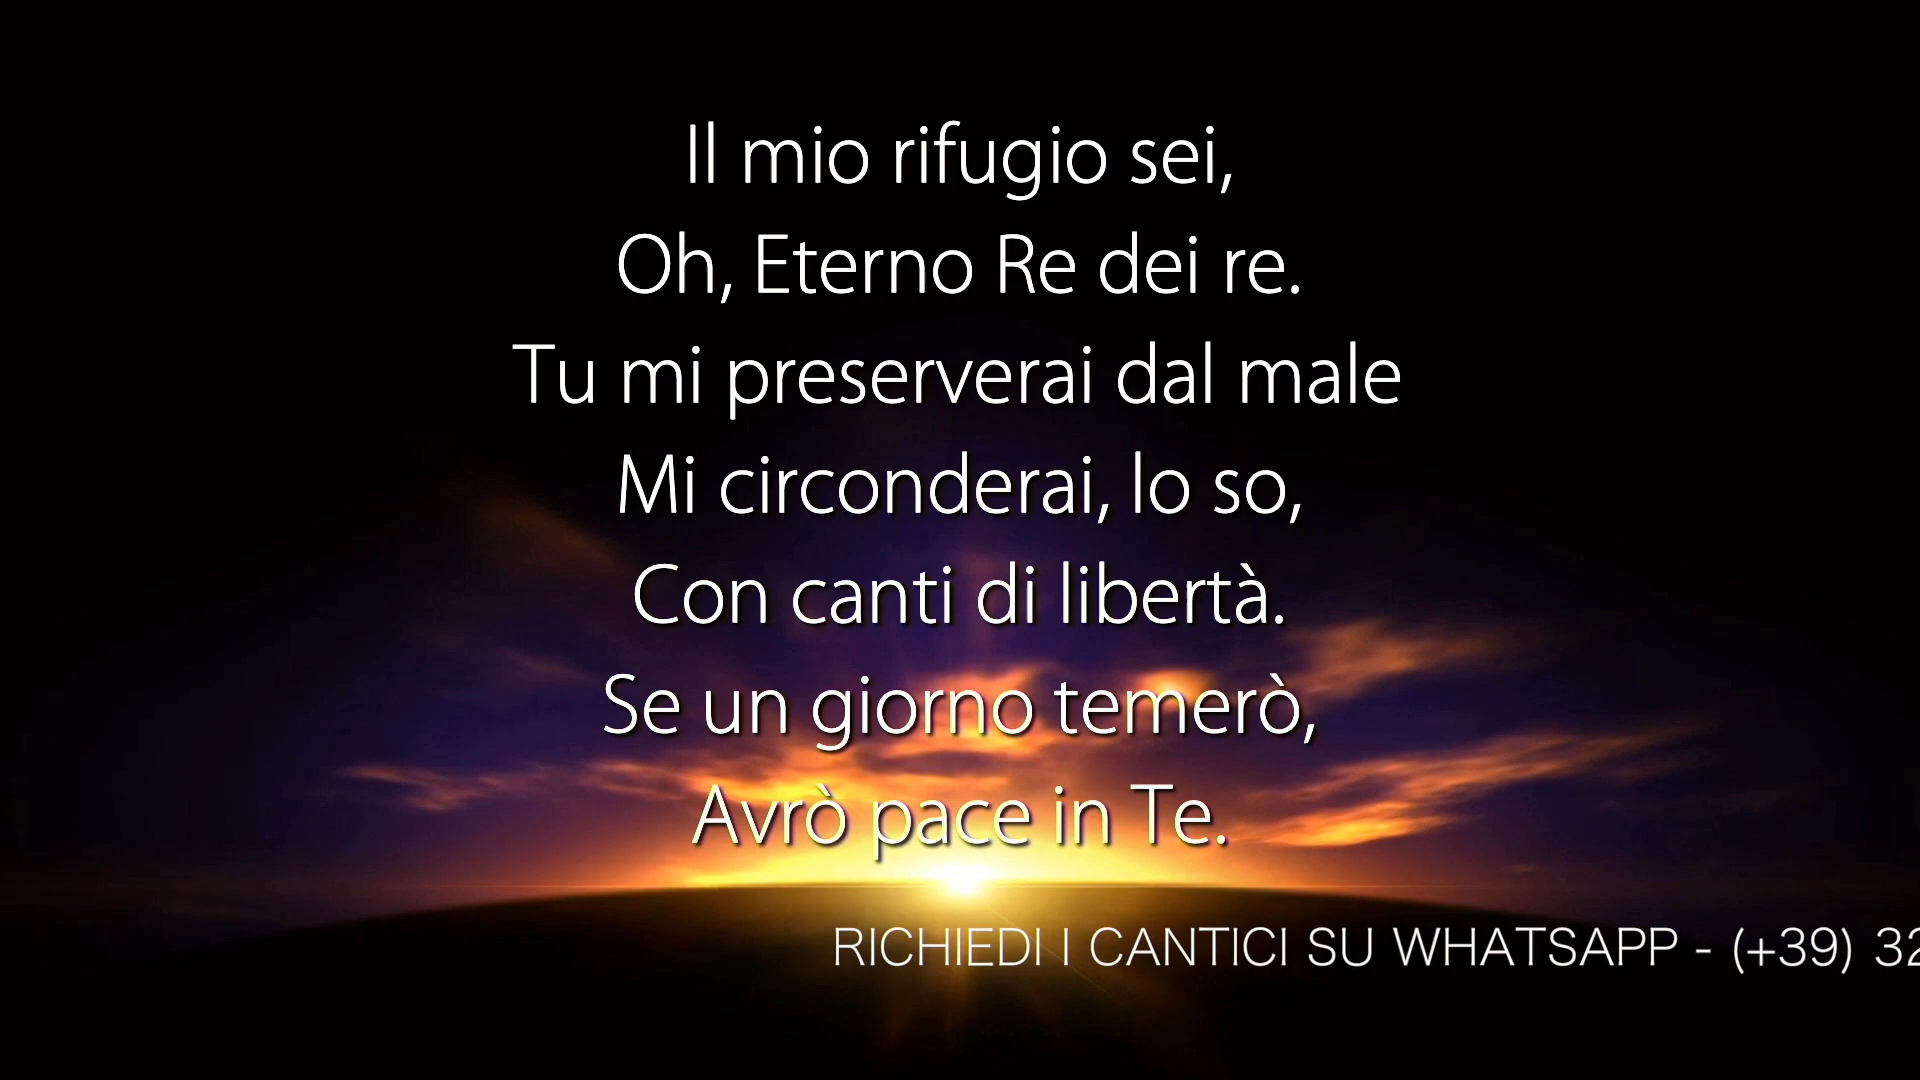 Il mio rifugio sei,
Oh, Eterno Re dei re.
Tu mi preserverai dal male
Mi circonderai, lo so,
Con canti di libertà.
Se un giorno temerò,
Avrò pace in Te.
RICHIEDI I CANTICI SU WHATSAPP - (+39) 32